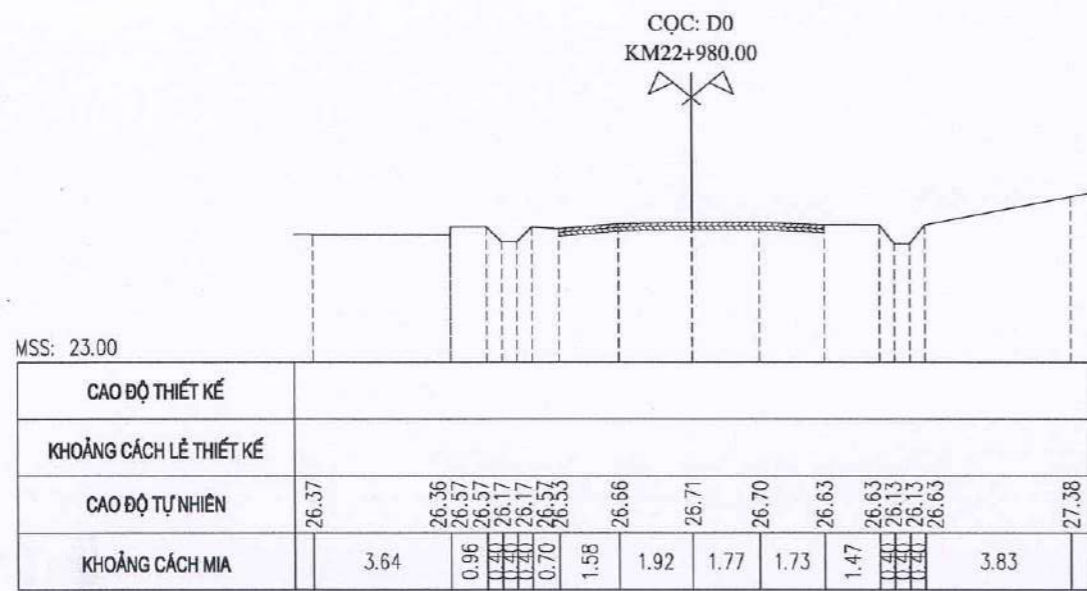 CỌC: D0
KM22+980.00
MSS: 23.00
CAO ĐỘ THIẾT KẾ
KHOẢNG CÁCH LẺ THIẾT KẾ
CAO ĐỘ TỰ NHIÊN 26.37 26.36 26.57 26.57 26.17 26.17 26.57 26.53 26.66 26.71 26.70 26.63 26.63 26.13 26.13 26.63 27.38
KHOẢNG CÁCH MIA 3.64 0.96 0.40 0.40 0.40 0.70 1.58 1.92 1.77 1.73 1.47 0.40 0.40 0.40 3.83